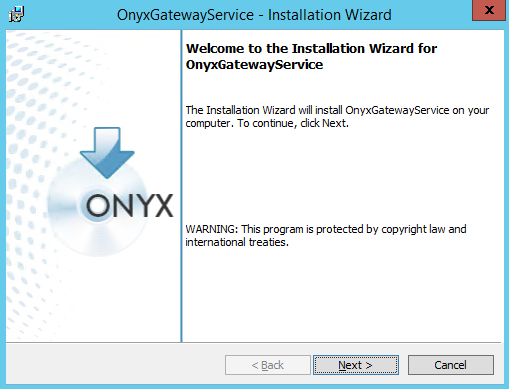 OnyxGatewayService - Installation Wizard
x
Welcome to the Installation Wizard for
OnyxGatewayService
The Installation Wizard will install OnyxGatewayService on your
computer. To continue, click Next.
ONYX
WARNING: This program is protected by copyright law and
international treaties.
< Back
Next >
Cancel